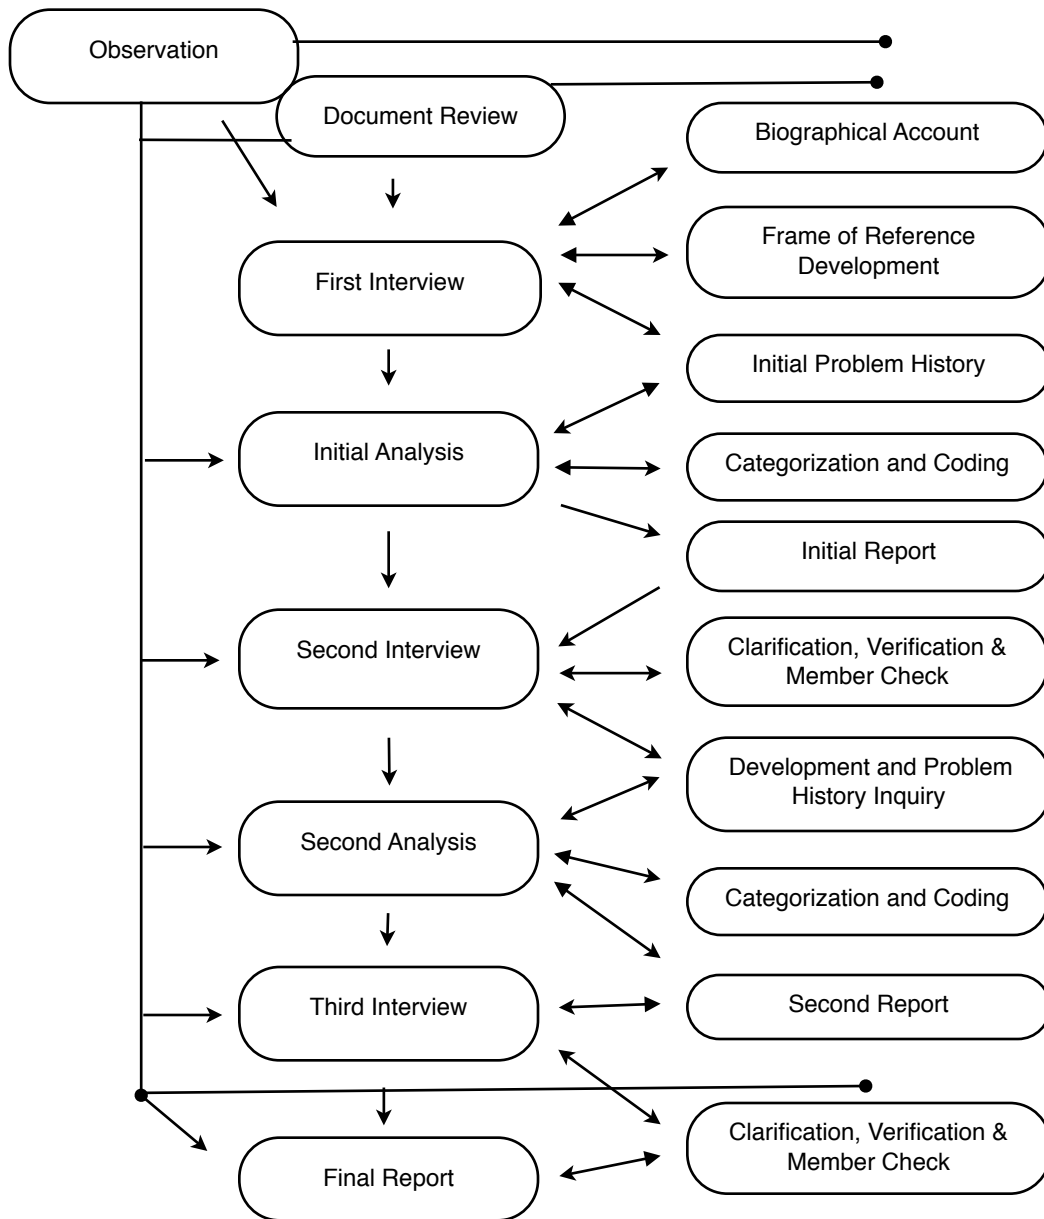 Observation
Document Review
Biographical Account
Frame of Reference
Development
First Interview
Initial Problem History
Initial Analysis
Categorization and Coding
Initial Report
Second Interview
Clarification, Verification &
Member Check
Development and Problem
History Inquiry
Second Analysis
Categorization and Coding
Third Interview
Second Report
Clarification, Verification &
Member Check
Final Report